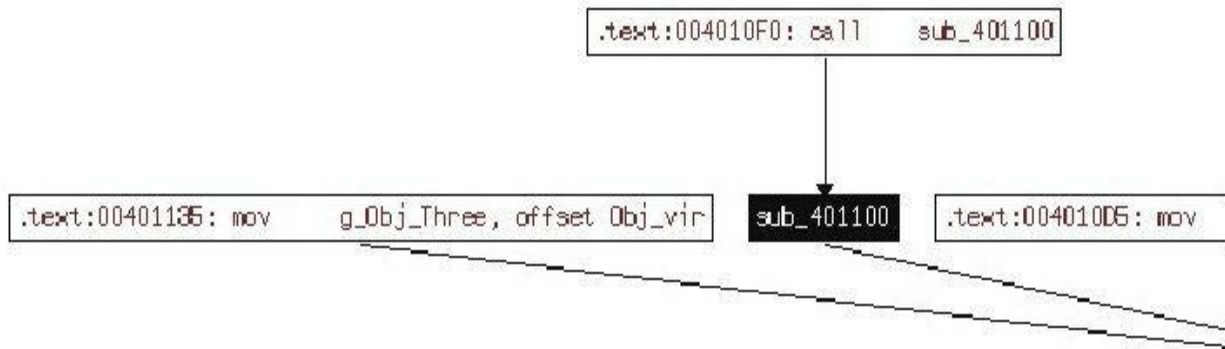 .text:004010F0: call sub_401100
.text:00401135: mov g_Obj_Three, offset Obj_vir
sub_401100
.text:004010D5: mov